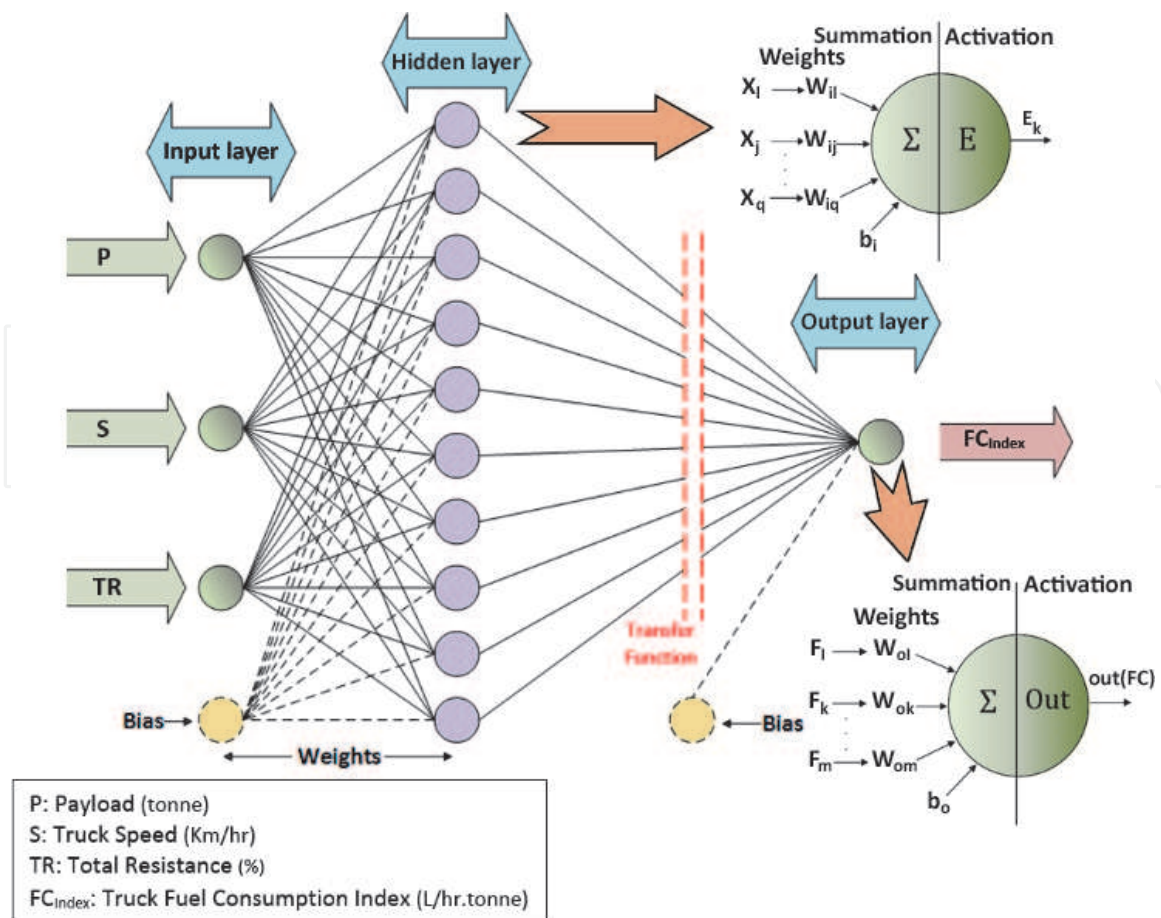 Hidden layer
Input layer
P
S
TR
Bias
Weights
Summation
Activation
Weights
X_l W_il
X_j W_ij
X_q W_iq
b_i
Σ
E
E_k
Output layer
FC_Index
Transfer
Function
Bias
Summation
Activation
Weights
F_l W_ol
F_k W_ok
F_m W_om
b_o
Σ
Out
out(FC)
P: Payload (tonne)
S: Truck Speed (Km/hr)
TR: Total Resistance (%)
FC_Index: Truck Fuel Consumption Index (L/hr.tonne)